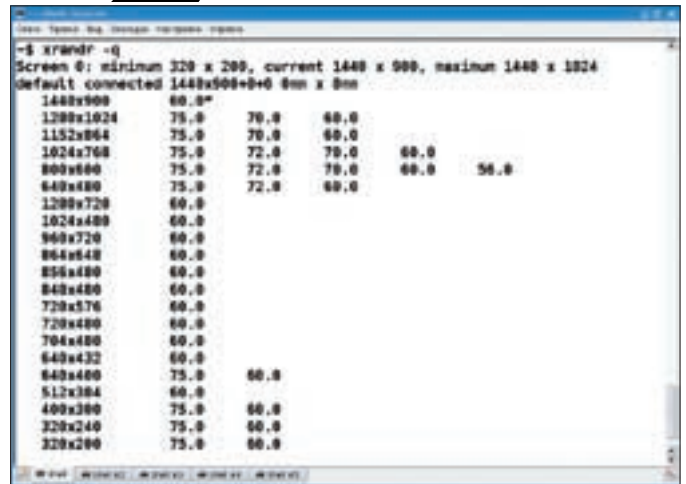 ~$ xrandr -q
Screen 0: minimum 320 x 200, current 1440 x 900, maximum 1440 x 1024
default connected 1440x900+0+0 0mm x 0mm
1440x900 60.0*
1280x1024 75.0 70.0 60.0
1152x864 75.0 70.0 60.0
1024x768 75.0 72.0 70.0 60.0
800x600 75.0 72.0 70.0 60.0 56.0
640x480 75.0 72.0 60.0
1280x720 60.0
1024x480 60.0
960x720 60.0
864x648 60.0
856x480 60.0
848x480 60.0
720x576 60.0
720x480 60.0
704x480 60.0
640x432 60.0
640x400 75.0 60.0
512x384 60.0
400x300 75.0 60.0
320x240 75.0 60.0
320x200 75.0 60.0